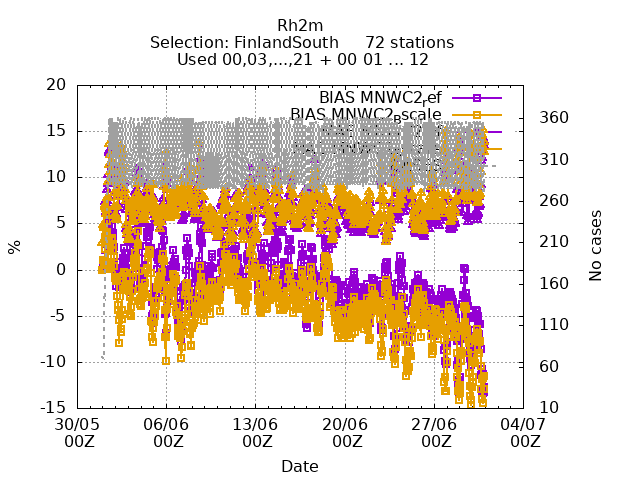 Rh2m
Selection: FinlandSouth 72 stations
Used 00,03,...,21 + 00 01 ... 12
BIAS MNWC2_ref
BIAS MNWC2_Bscale
20
15
10
5
0
-5
-10
-15
%
360
310
260
210
160
110
60
10
No cases
30/05 06/06 13/06 20/06 27/06 04/07
00Z 00Z 00Z 00Z 00Z 00Z
Date